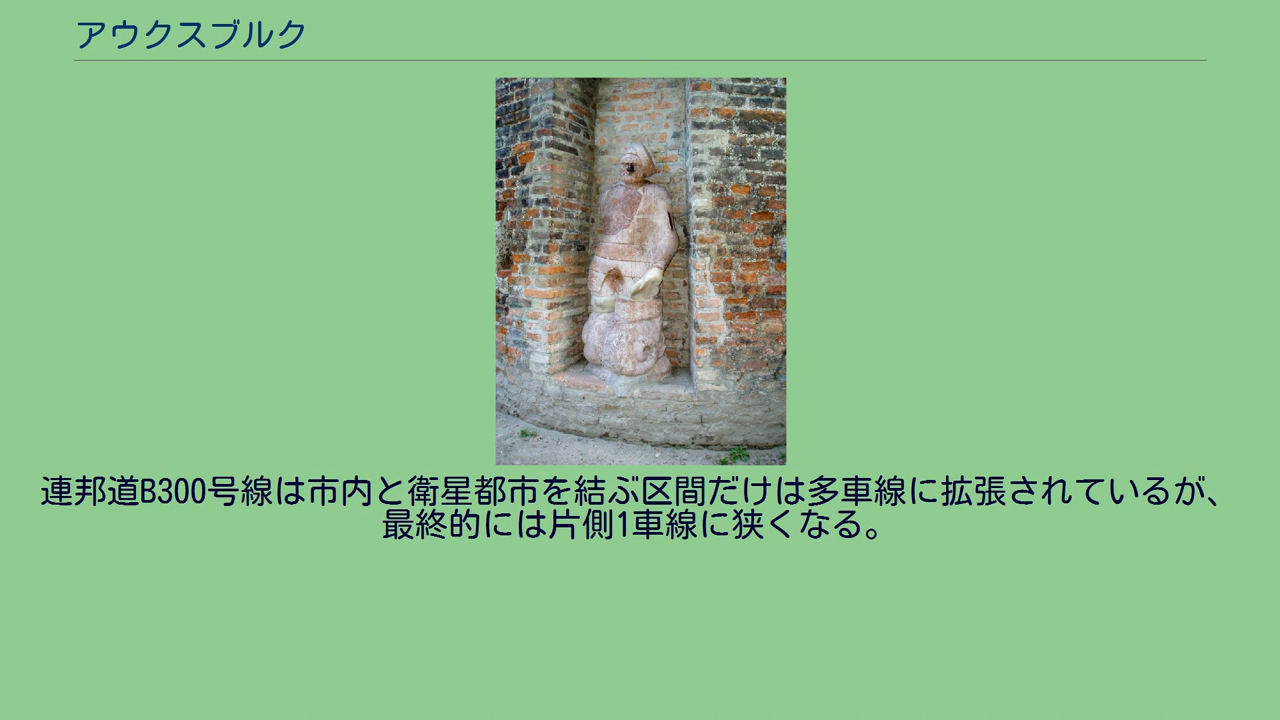 アウクスブルク
連邦道B300号線は市内と衛星都市を結ぶ区間だけは多車線に拡張されているが、
最終的には片側1車線に狭くなる。